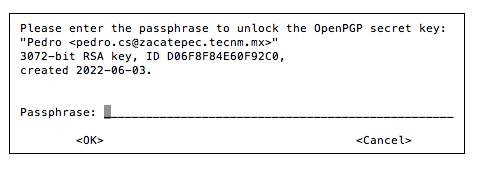 Please enter the passphrase to unlock the OpenPGP secret key:
"Pedro <pedro.cs@zacatepec.tecnm.mx>"
3072-bit RSA key, ID D06F8F84E60F92C0,
created 2022-06-03.
Passphrase: __________________________________________________
<OK> <Cancel>